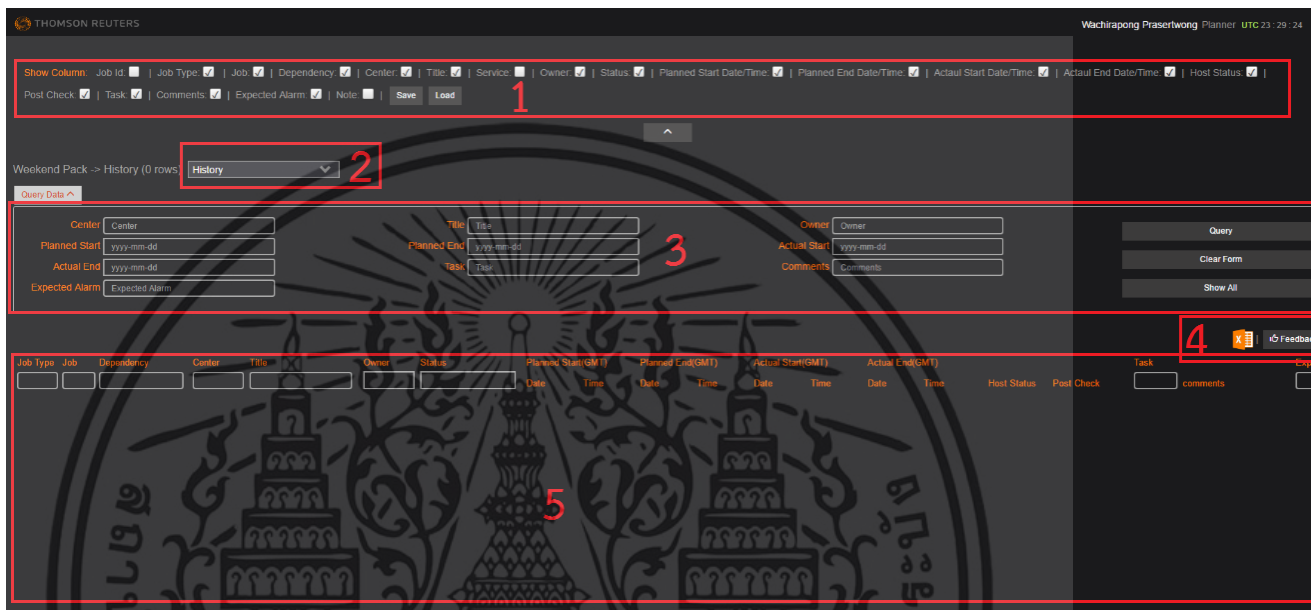 THOMSON REUTERS
Wachirapong Prasertwong Planner UTC 23 : 29 : 24
Show Column: Job Id: | Job Type: | Job: | Dependency: | Center: | Title: | Service: | Owner: | Status: | Planned Start Date/Time: | Planned End Date/Time: | Actaul Start Date/Time: | Actaul End Date/Time: | Host Status: |
Post Check: | Task: | Comments: | Expected Alarm: | Note: | Save Load
1
Weekend Pack -> History (0 rows) History
2
Query Data
Center Center Title Title Owner Owner
Query
Planned Start yyyy-mm-dd Planned End yyyy-mm-dd Actual Start yyyy-mm-dd
3
Clear Form
Actual End yyyy-mm-dd Task Task Comments Comments
Expected Alarm Expected Alarm
Show All
4
X | Feedbac
Job Type Job Dependency Center Title Owner Status Planned Start(GMT) Planned End(GMT) Actual Start(GMT) Actual End(GMT) Task Exp
Date Time Date Time Date Time Date Time Host Status Post Check comments
5